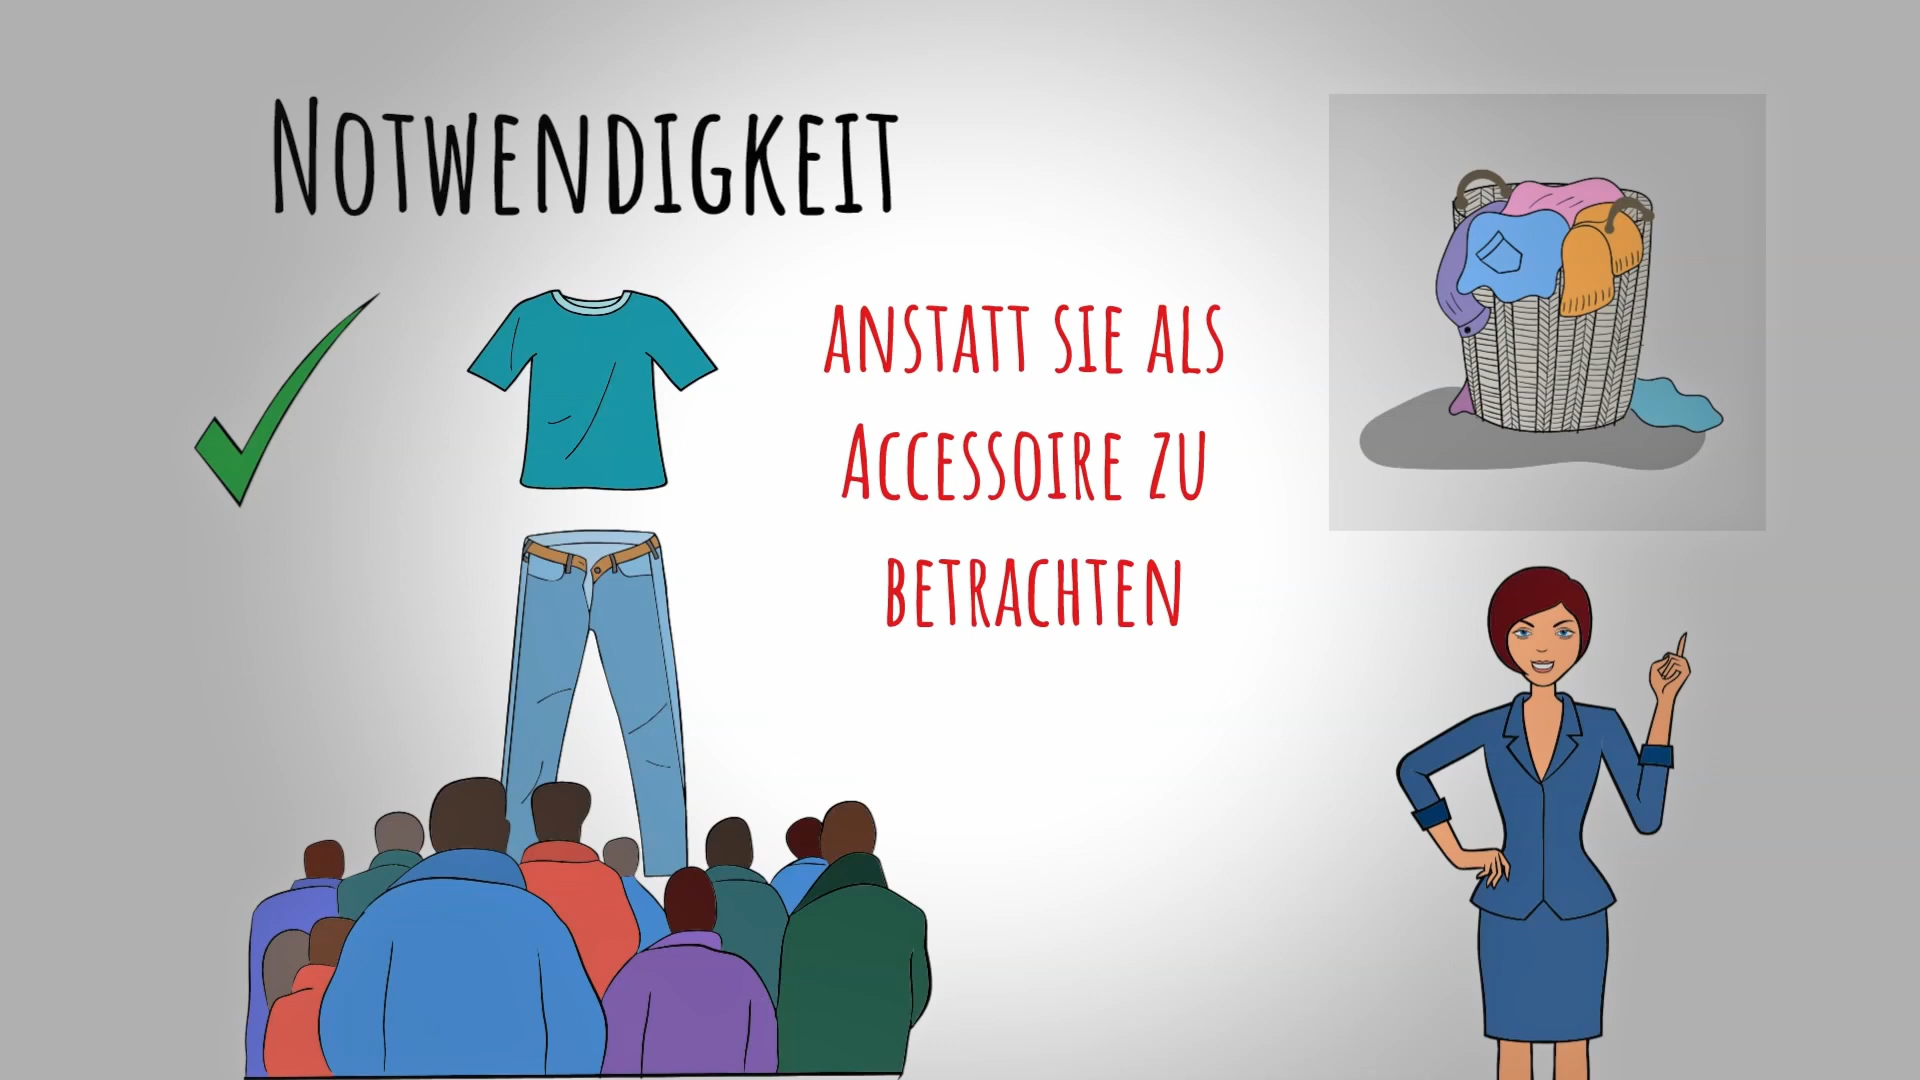 Notwendigkeit
anstatt sie als
Accessoire zu
betrachten